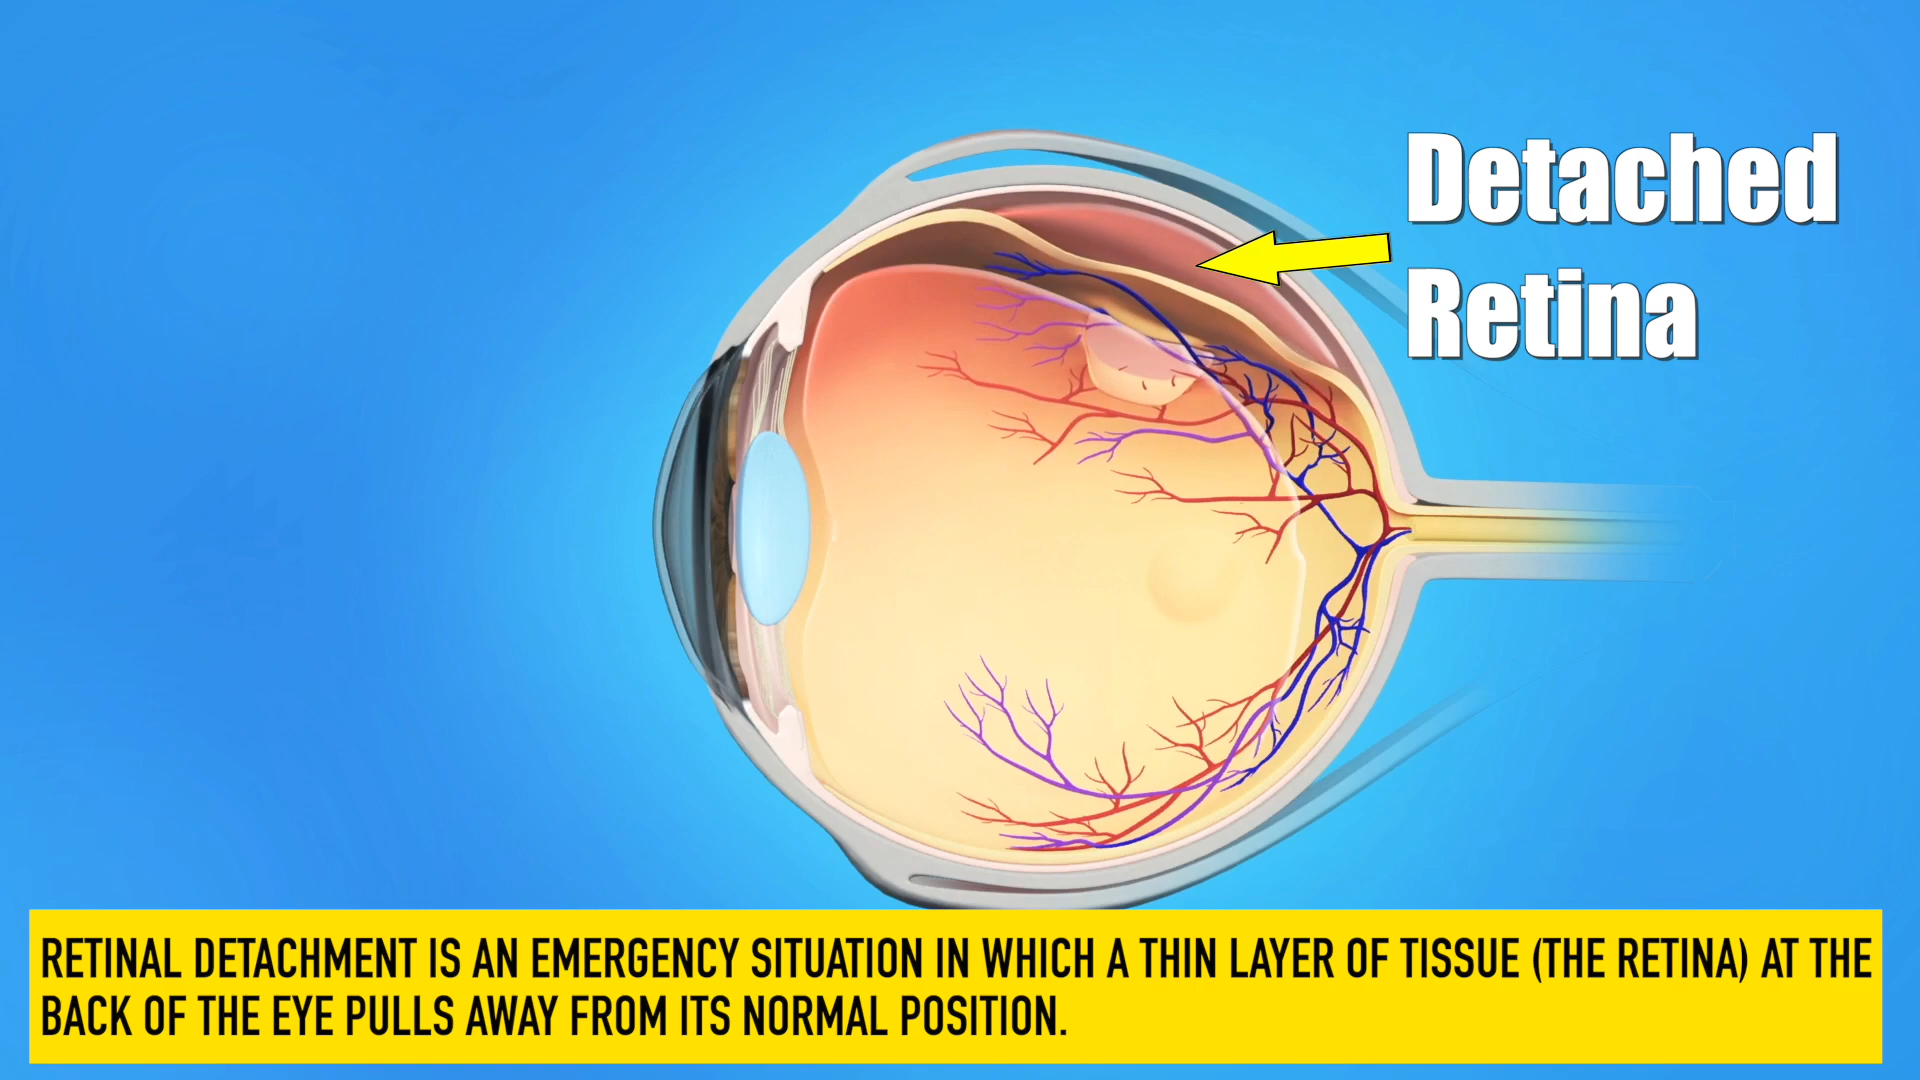 Detached
Retina
RETINAL DETACHMENT IS AN EMERGENCY SITUATION IN WHICH A THIN LAYER OF TISSUE (THE RETINA) AT THE
BACK OF THE EYE PULLS AWAY FROM ITS NORMAL POSITION.